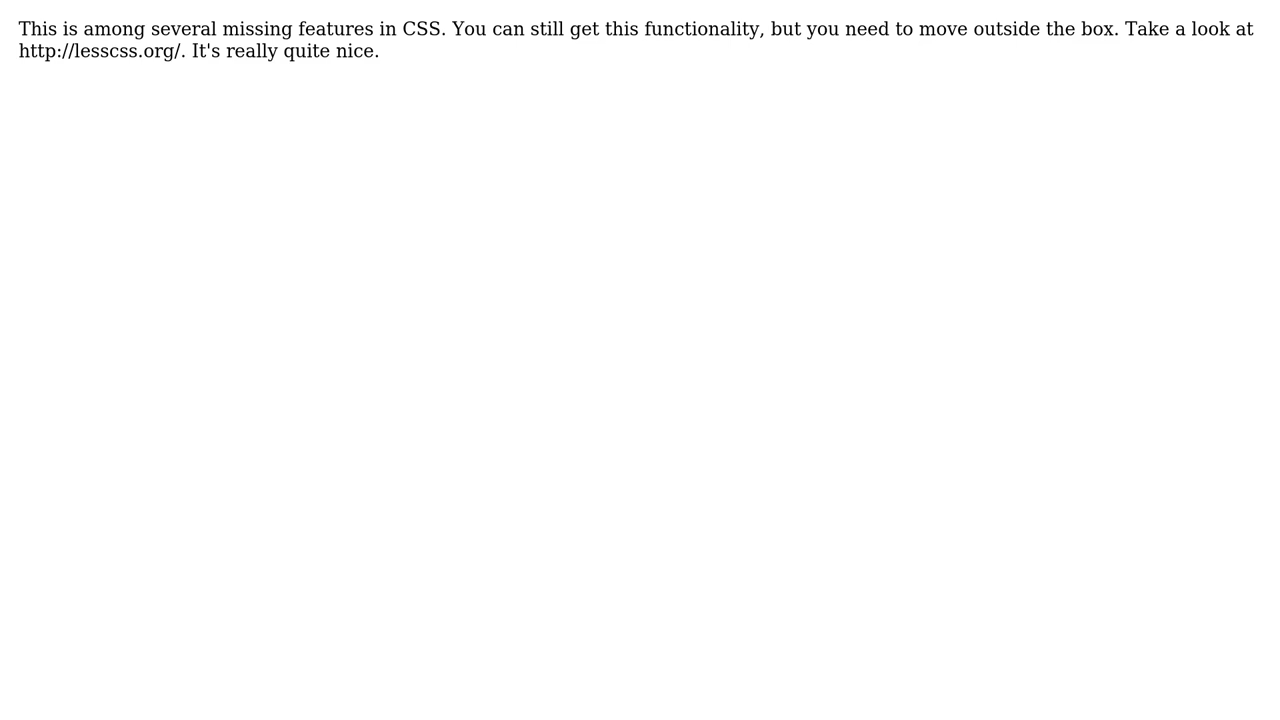 This is among several missing features in CSS. You can still get this functionality, but you need to move outside the box. Take a look at
http://lesscss.org/. It's really quite nice.